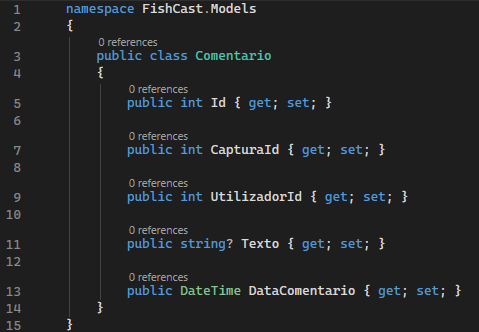 1 namespace FishCast.Models
2 {
0 references
3 public class Comentario
4 {
0 references
5 public int Id { get; set; }
6
0 references
7 public int CapturaId { get; set; }
8
0 references
9 public int UtilizadorId { get; set; }
10
0 references
11 public string? Texto { get; set; }
12
0 references
13 public DateTime DataComentario { get; set; }
14 }
15 }